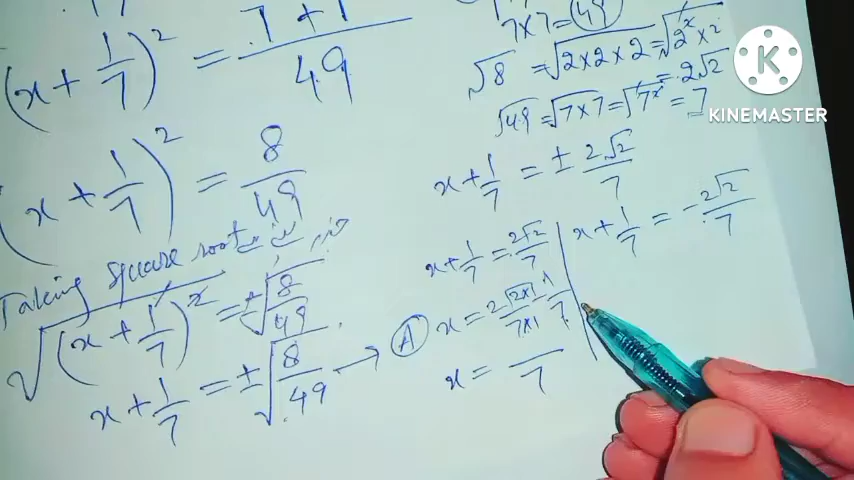 (x + 1/7)² = 7 + 1 / 49
(x + 1/7)² = 8/49
Taking square root
√(x + 1/7)² = ±√8/49
x + 1/7 = ±√8/49 → (A)
7×7 = 49
√8 = √2×2×2 = √2²×2
= 2√2
√49 = √7×7 = √7² = 7
x + 1/7 = ± 2√2/7
x + 1/7 = 2√2/7
x = 2√2×1/7×1 - 1/7
x = /7
x + 1/7 = -2√2/7
KINEMASTER